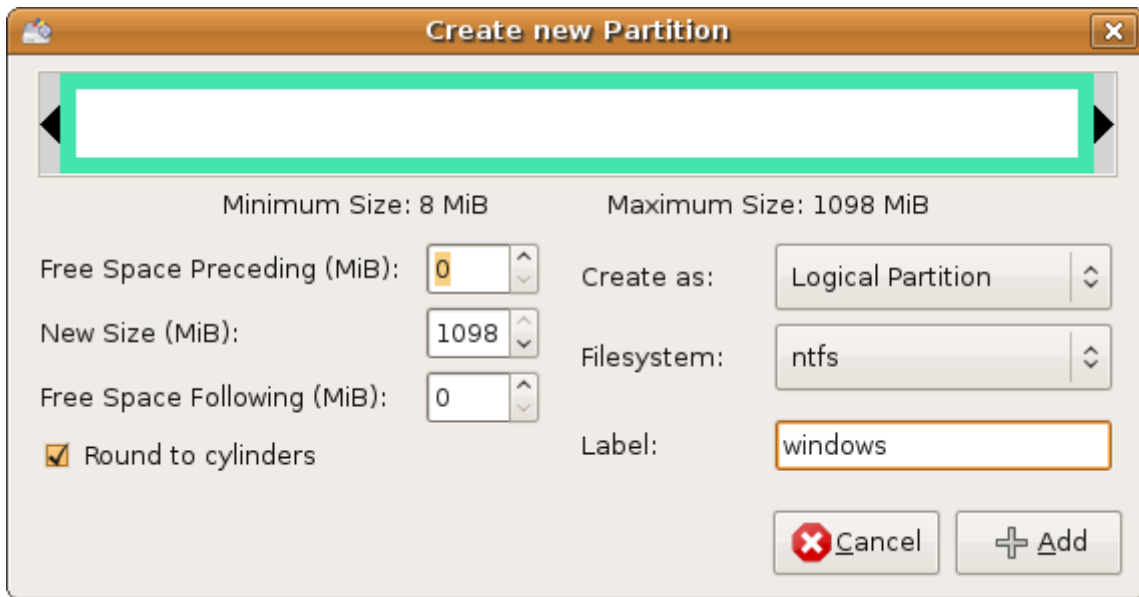 Create new Partition
Minimum Size: 8 MiB Maximum Size: 1098 MiB
Free Space Preceding (MiB): 0
Create as: Logical Partition
New Size (MiB): 1098
Filesystem: ntfs
Free Space Following (MiB): 0
Round to cylinders
Label: windows
Cancel Add